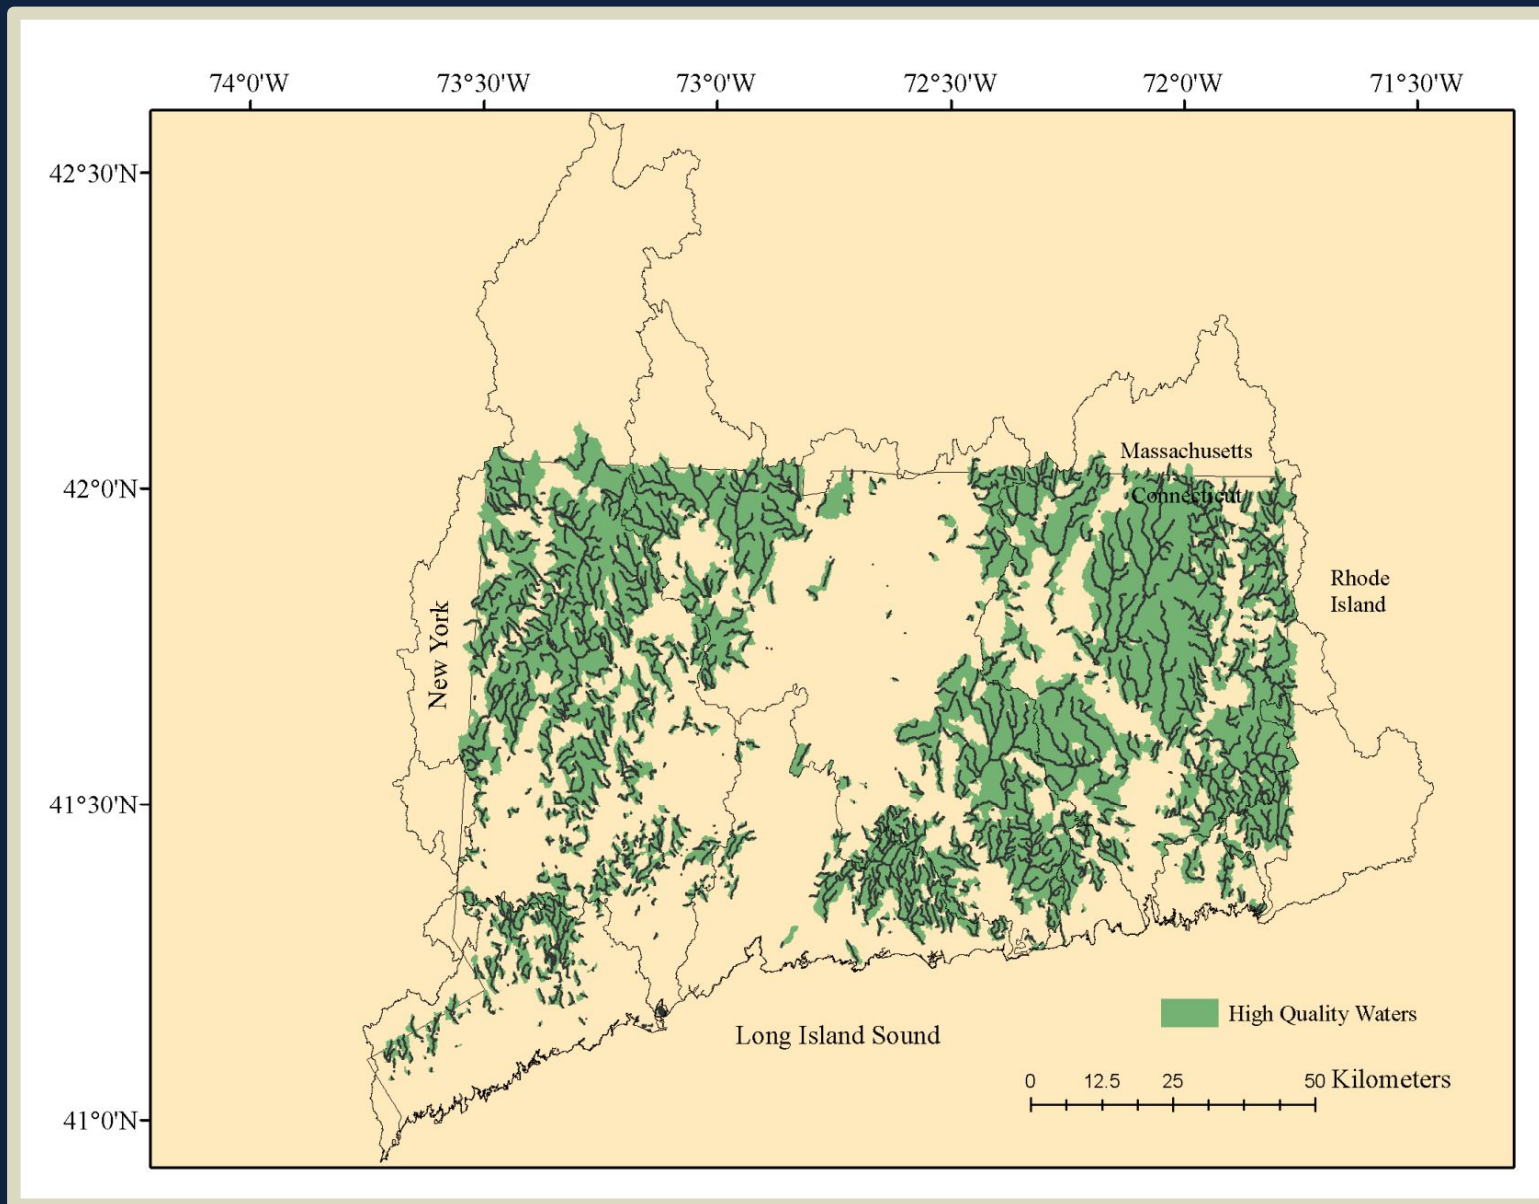 74°0'W 73°30'W 73°0'W 72°30'W 72°0'W 71°30'W
42°30'N
Massachusetts
42°0'N
Connecticut
Rhode
Island
New York
41°30'N
High Quality Waters
Long Island Sound
0 12.5 25 50 Kilometers
41°0'N